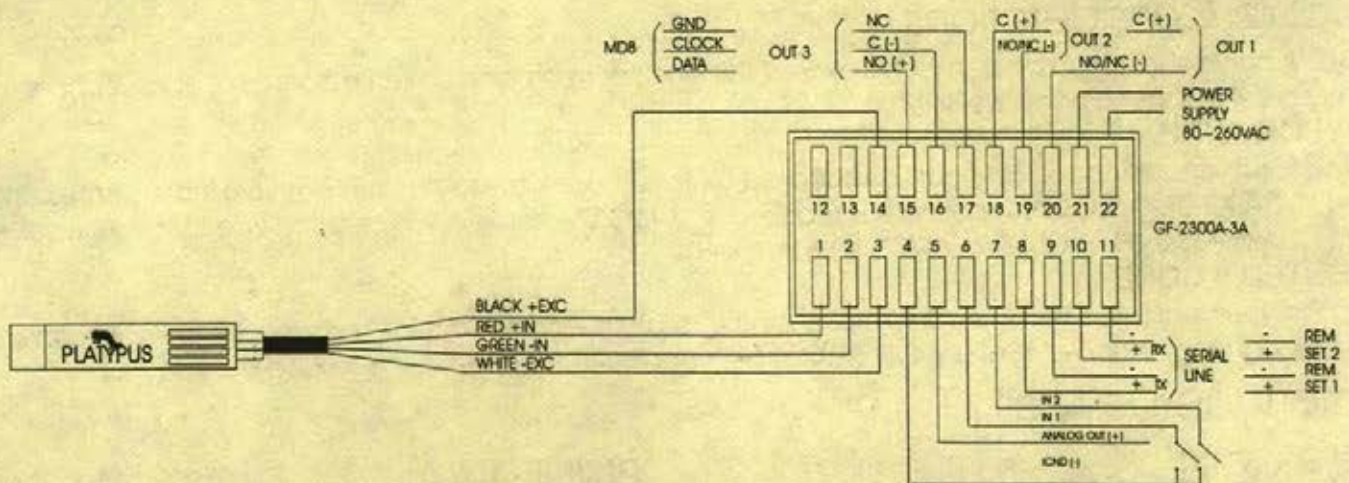 GND
CLOCK
DATA
MD8
NC
C (-)
NO (+)
OUT 3
C (+)
NO/NC (-)
OUT 2
C (+)
NO/NC (-)
OUT 1
POWER
SUPPLY
80-260VAC
12 13 14 15 16 17 18 19 20 21 22
1 2 3 4 5 6 7 8 9 10 11
GF-2300A-3A
PLATYPUS
BLACK +EXC
RED +IN
GREEN -IN
WHITE -EXC
-
+ RX
-
+ TX
SERIAL
LINE
- REM
+ SET 2
- REM
+ SET 1
IN 2
IN 1
ANALOG OUT (+)